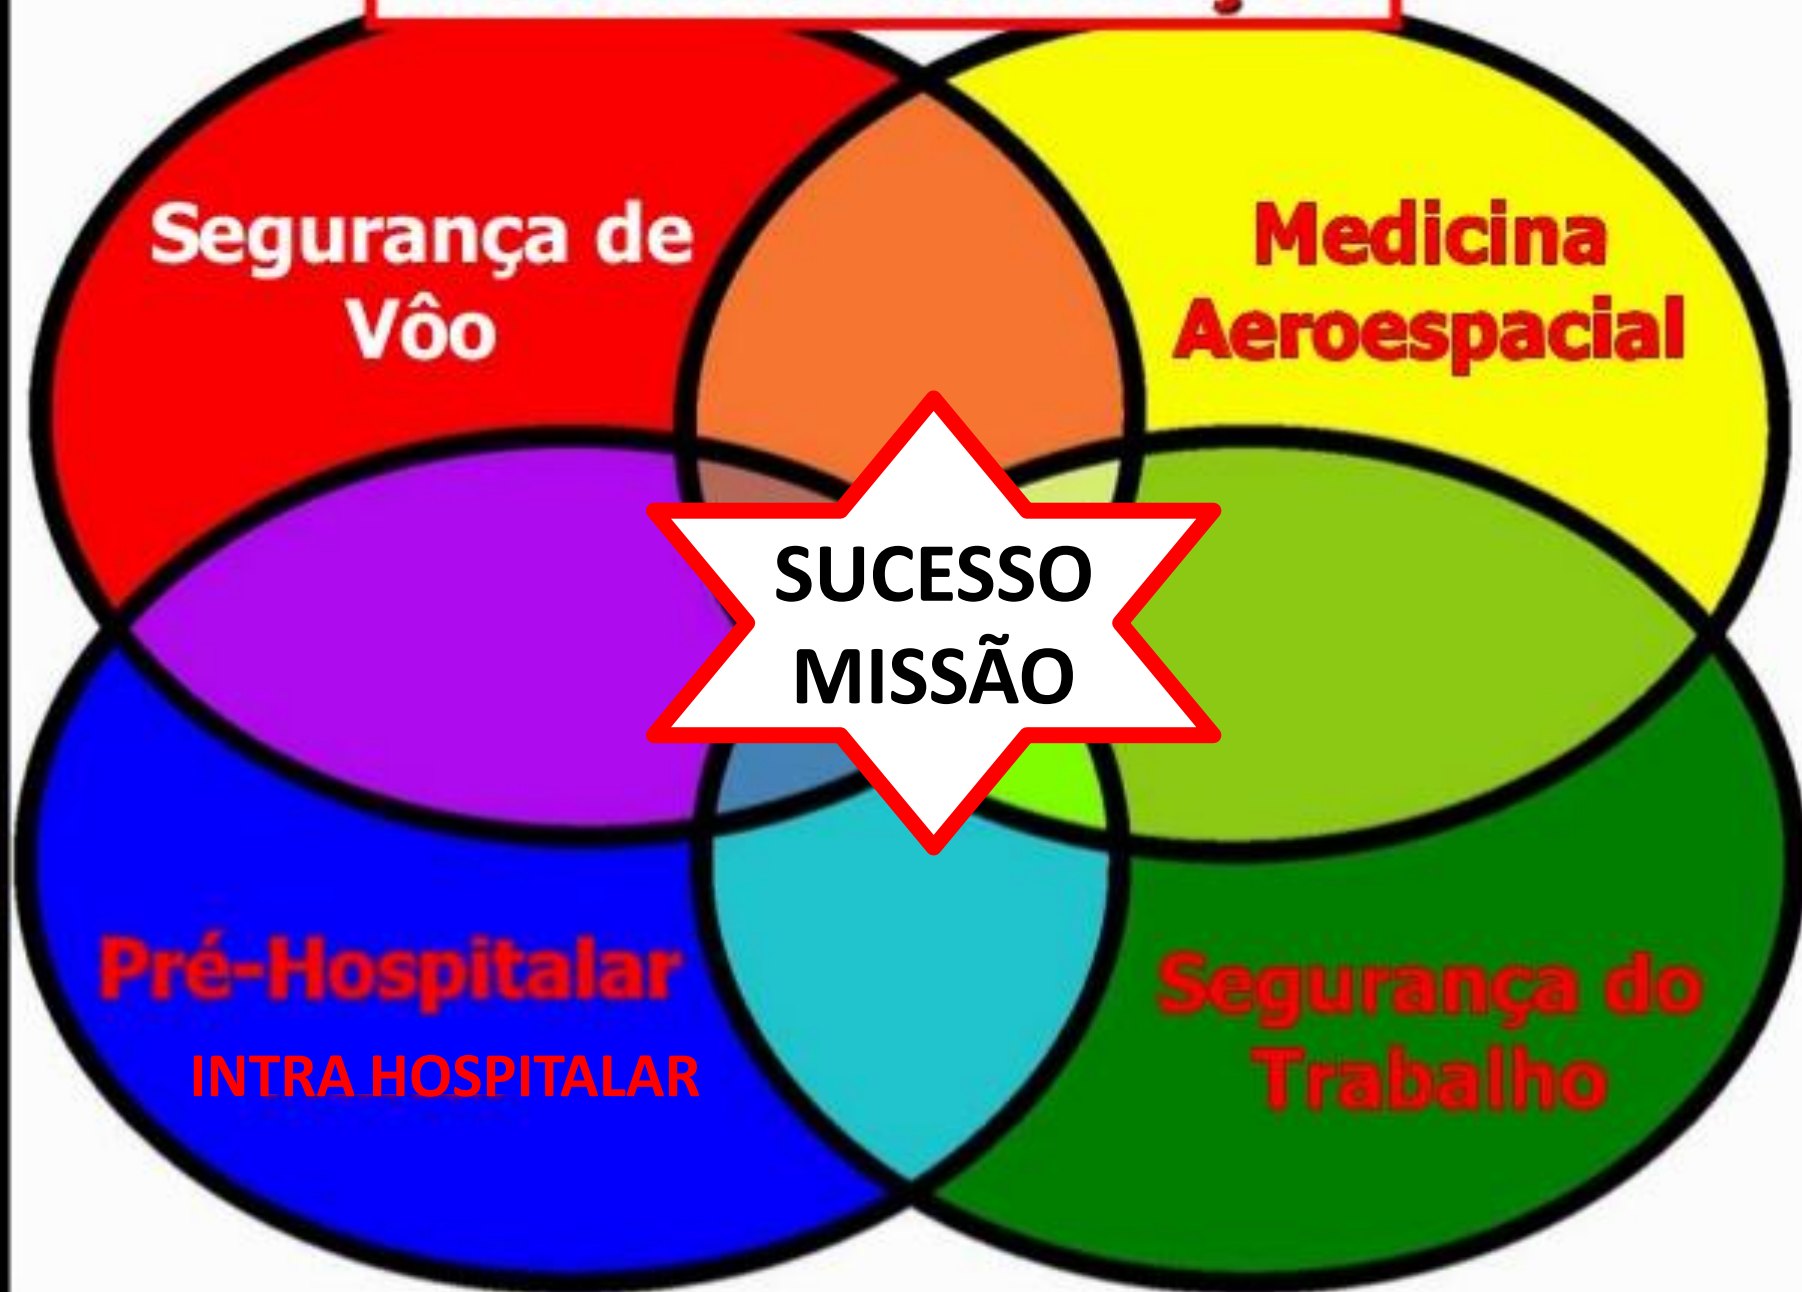 Segurança de
Vôo
Medicina
Aeroespacial
SUCESSO
MISSÃO
Pré-Hospitalar
INTRA HOSPITALAR
Segurança do
Trabalho